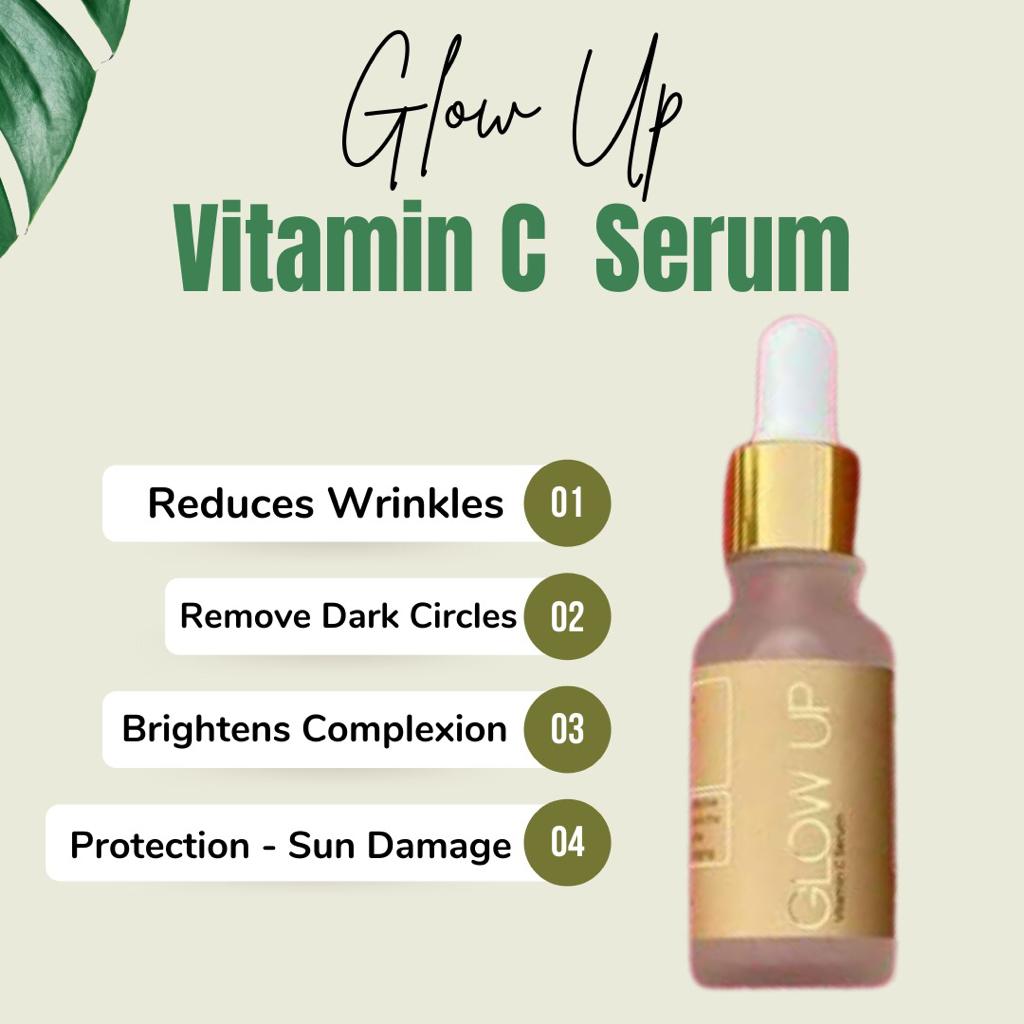 Glow Up
Vitamin C Serum
Reduces Wrinkles 01
Remove Dark Circles 02
Brightens Complexion 03
Protection - Sun Damage 04
GLOW UP
Vitamin C Serum